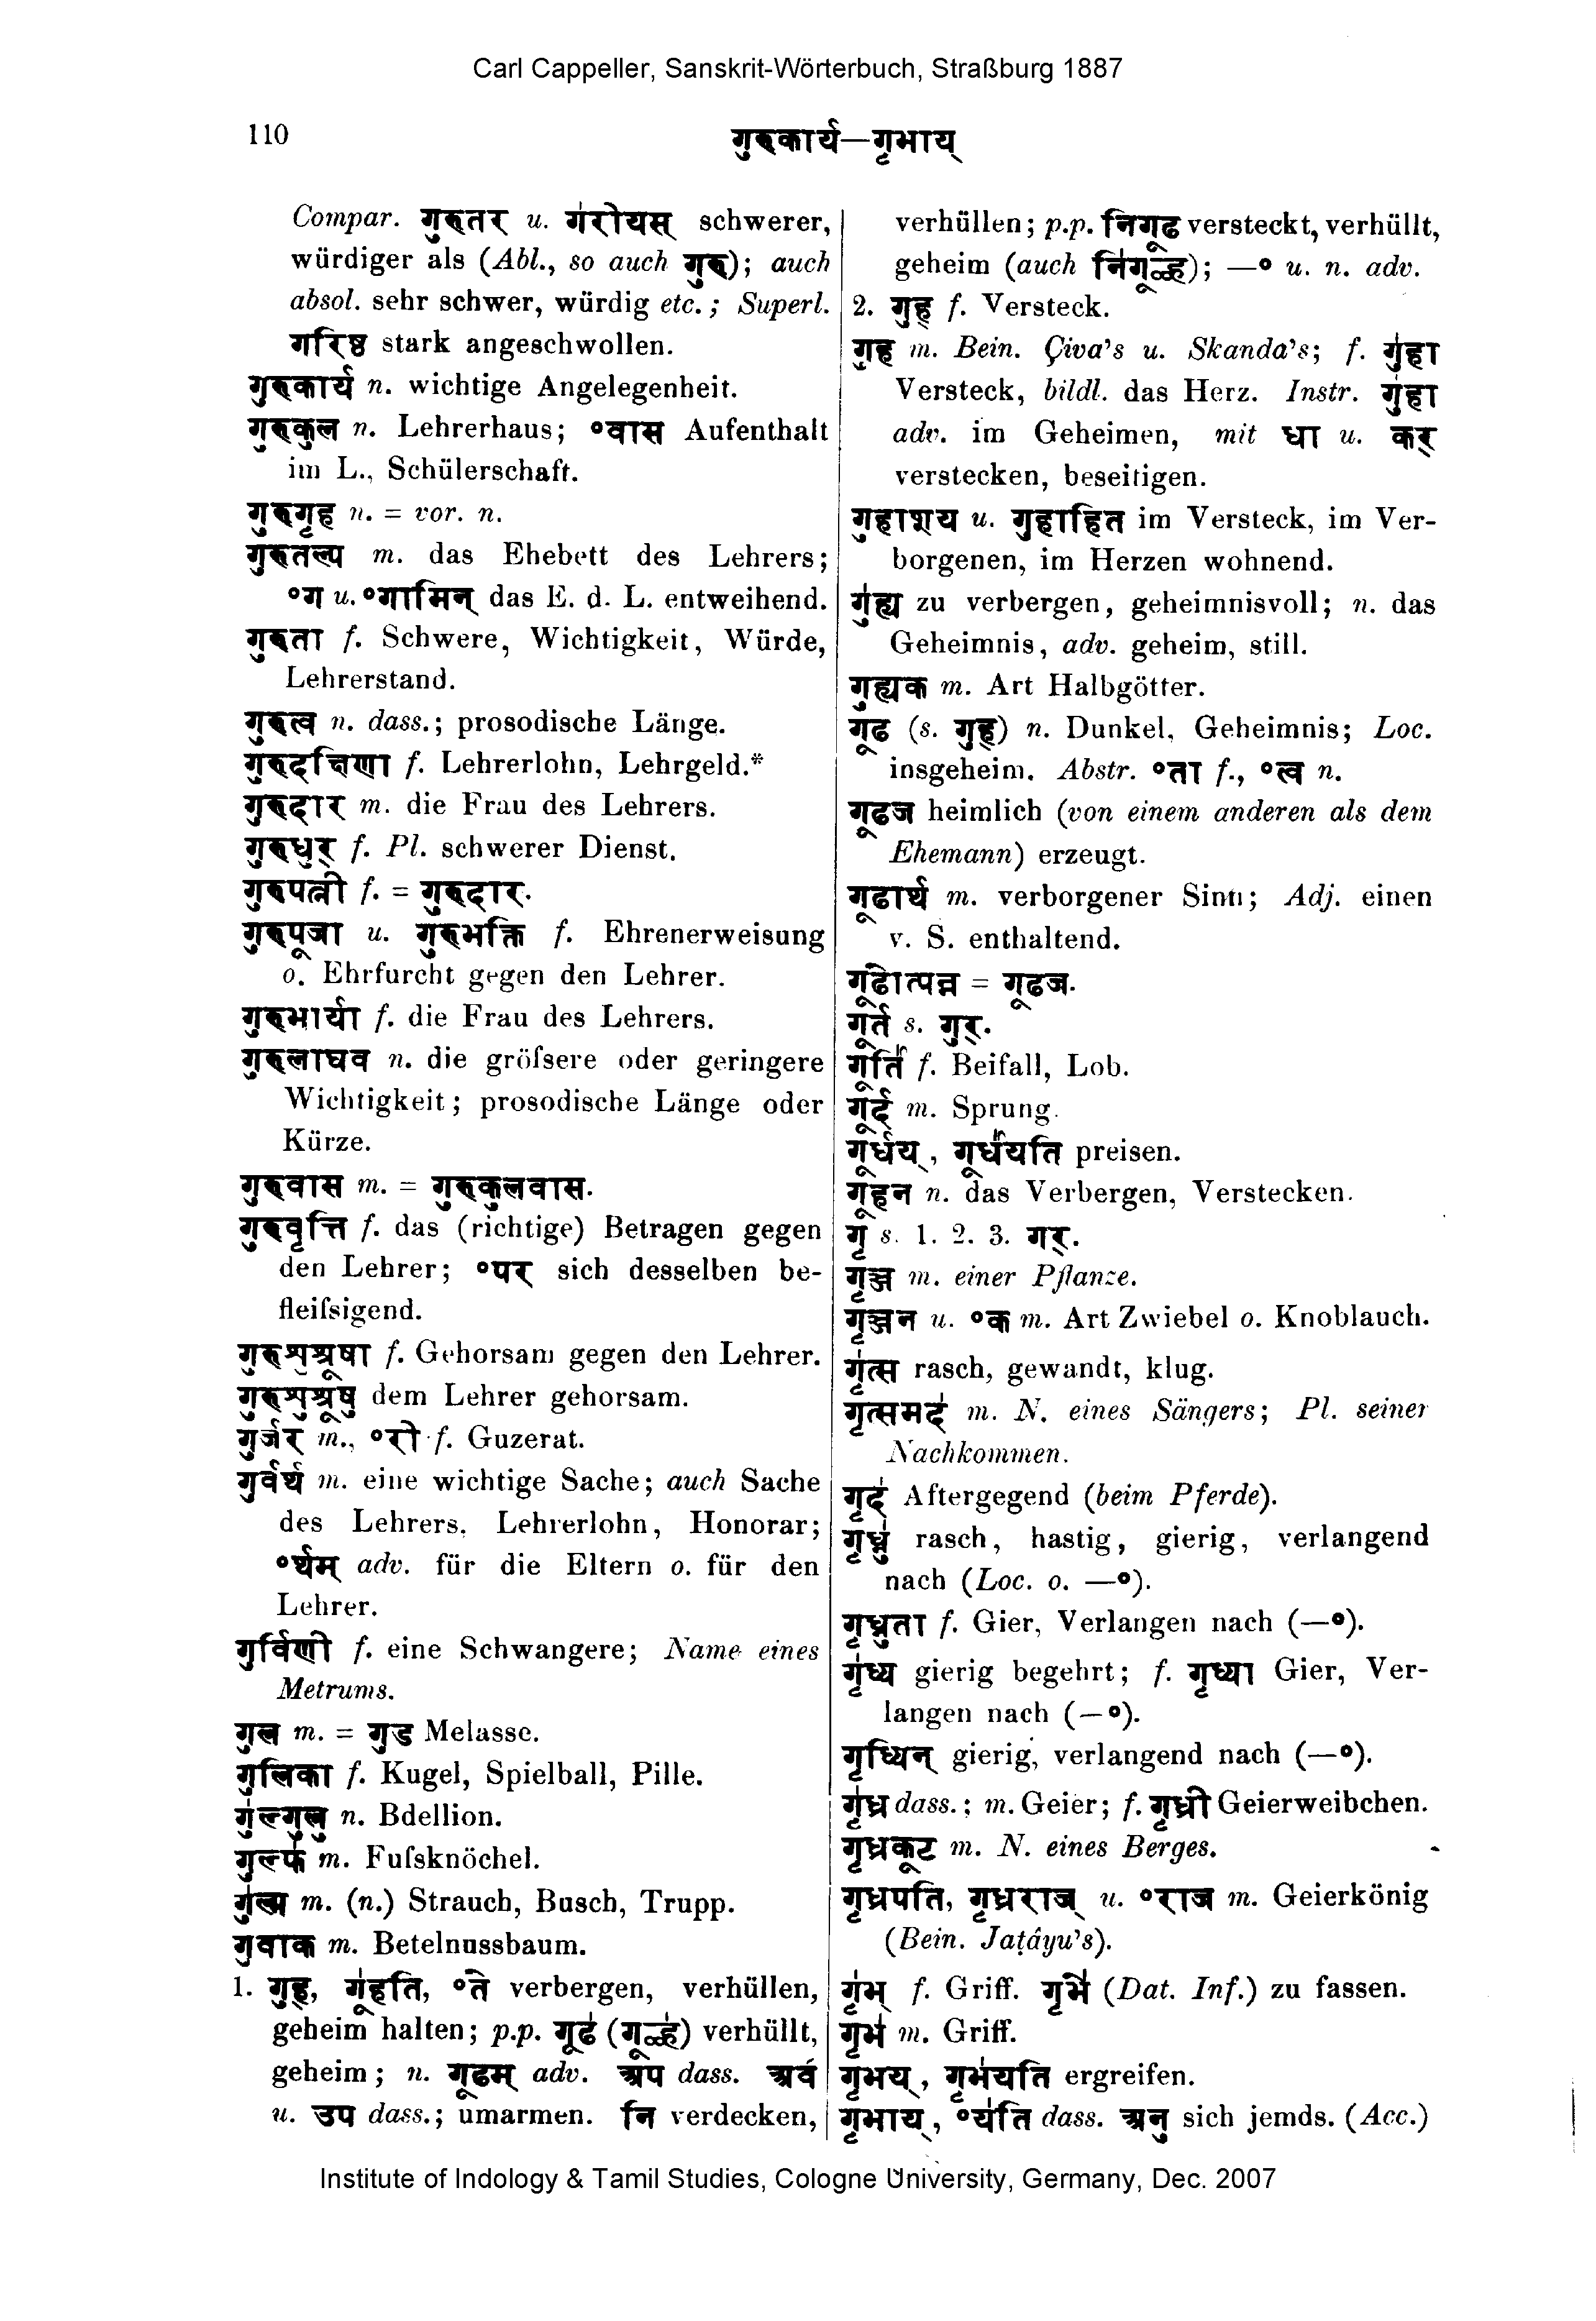 Carl Cappeller, Sanskrit-Wörterbuch, Straßburg 1887
110
गुरुकार्य—गृभाय्
Compar. गुरुतर u. गरी॑यस् schwerer,
würdiger als (Abl., so auch गुरु); auch
absol. sehr schwer, würdig etc.; Superl.
गरिष्ठ stark angeschwollen.
गुरुकार्य n. wichtige Angelegenheit.
गुरुकुल n. Lehrerhaus; °वास Aufenthalt
im L., Schülerschaft.
गुरुगृह n. = vor. n.
गुरुतल्प m. das Ehebett des Lehrers;
°ग u. °गामिन् das E. d. L. entweihend.
गुरुता f. Schwere, Wichtigkeit, Würde,
Lehrerstand.
गुरुत्व n. dass.; prosodische Länge.
गुरुदक्षिणा f. Lehrerlohn, Lehrgeld.*
गुरुदार m. die Frau des Lehrers.
गुरुधुर् f. Pl. schwerer Dienst.
गुरुपत्नी f. = गुरुदार.
गुरुपूजा u. गुरुभक्ति f. Ehrenerweisung
o. Ehrfurcht gegen den Lehrer.
गुरुभार्या f. die Frau des Lehrers.
गुरुलाघव n. die gröſsere oder geringere
Wichtigkeit; prosodische Länge oder
Kürze.
गुरुवास m. = गुरुकुलवास.
गुरुवृत्ति f. das (richtige) Betragen gegen
den Lehrer; °पर sich desselben be-
fleiſsigend.
गुरुशुश्रूषा f. Gehorsam gegen den Lehrer.
गुरुशुश्रूषु dem Lehrer gehorsam.
गुर्जर m., °री f. Guzerat.
गुर्वर्थ m. eine wichtige Sache; auch Sache
des Lehrers, Lehrerlohn, Honorar;
°र्थम् adv. für die Eltern o. für den
Lehrer.
गुर्विणी f. eine Schwangere; Name eines
Metrums.
गुल m. = गुड Melasse.
गुलिका f. Kugel, Spielball, Pille.
गु॑ल्गुलु n. Bdellion.
गुल्फ॑ m. Fuſsknöchel.
गु॑ल्म m. (n.) Strauch, Busch, Trupp.
गुवाक m. Betelnussbaum.
1. गुह्, गू॑हति, °ते verbergen, verhüllen,
geheim halten; p.p. गूढ॑ (गूळ्ह॑) verhüllt,
geheim; n. गूढम् adv. अप dass. अव
u. उप dass.; umarmen. नि verdecken,
verhüllen; p.p. निगूढ versteckt, verhüllt,
geheim (auch नि॑गूळ्ह); —° u. n. adv.
2. गुह् f. Versteck.
गुह m. Bein. Çiva's u. Skanda's; f. गु॑हा
Versteck, bildl. das Herz. Instr. गु॑हा
adv. im Geheimen, mit धा u. कर्
verstecken, beseitigen.
गुहाशय u. गुहाहित im Versteck, im Ver-
borgenen, im Herzen wohnend.
गु॑ह्य zu verbergen, geheimnisvoll; n. das
Geheimnis, adv. geheim, still.
गुह्यक m. Art Halbgötter.
गूढ (s. गुह्) n. Dunkel, Geheimnis; Loc.
insgeheim. Abstr. °ता f., °त्व n.
गूढज heimlich (von einem anderen als dem
Ehemann) erzeugt.
गूढार्थ m. verborgener Sinn; Adj. einen
v. S. enthaltend.
गूढोत्पन्न = गूढज.
गूर्त s. गुर्.
गूर्ति॑ f. Beifall, Lob.
गूर्द m. Sprung.
गूर्धय्, गूर्ध॑यति preisen.
गूहन n. das Verbergen, Verstecken.
गृ s. 1. 2. 3. गर्.
गृञ्ज m. einer Pflanze.
गृञ्जन u. °क m. Art Zwiebel o. Knoblauch.
गृ॑त्स rasch, gewandt, klug.
गृत्समद॑ m. N. eines Sängers; Pl. seiner
Nachkommen.
गृद॑ Aftergegend (beim Pferde).
गृध्नु॑ rasch, hastig, gierig, verlangend
nach (Loc. o. —°).
गृध्नुता f. Gier, Verlangen nach (—°).
गृ॑ध्य gierig begehrt; f. गृध्या Gier, Ver-
langen nach (—°).
गृध्यिन् gierig, verlangend nach (—°).
गृ॑ध्र dass.; m. Geier; f. गृध्री Geierweibchen.
गृध्रकूट m. N. eines Berges.
गृध्रपति, गृध्रराज् u. °राज m. Geierkönig
(Bein. Jaṭâyu's).
गृ॑भ् f. Griff. गृभे॑ (Dat. Inf.) zu fassen.
गृभ॑ m. Griff.
गृभय्, गृभ॑यति ergreifen.
गृभाय्, °य॑ति dass. अनु sich jemds. (Acc.)
Institute of Indology & Tamil Studies, Cologne University, Germany, Dec. 2007